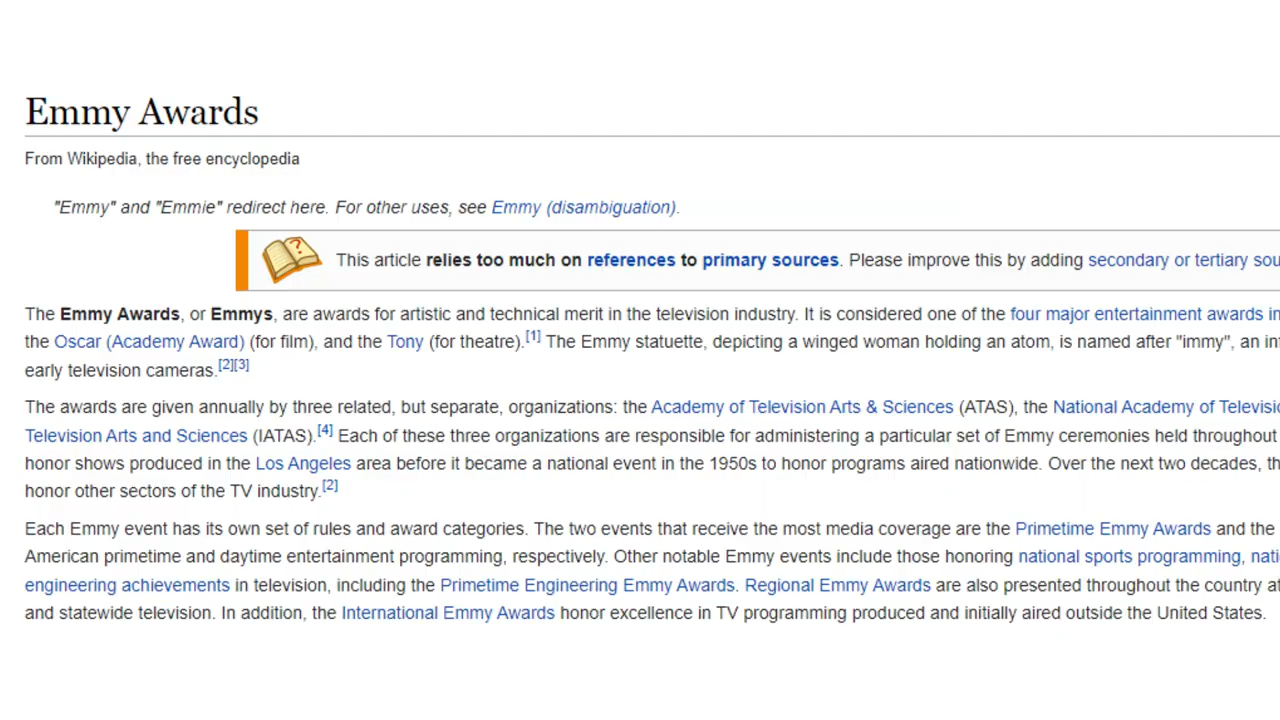 Emmy Awards
From Wikipedia, the free encyclopedia
"Emmy" and "Emmie" redirect here. For other uses, see Emmy (disambiguation).
This article relies too much on references to primary sources. Please improve this by adding secondary or tertiary sou
The Emmy Awards, or Emmys, are awards for artistic and technical merit in the television industry. It is considered one of the four major entertainment awards in
the Oscar (Academy Award) (for film), and the Tony (for theatre).[1] The Emmy statuette, depicting a winged woman holding an atom, is named after "immy", an in
early television cameras.[2][3]
The awards are given annually by three related, but separate, organizations: the Academy of Television Arts & Sciences (ATAS), the National Academy of Televisio
Television Arts and Sciences (IATAS).[4] Each of these three organizations are responsible for administering a particular set of Emmy ceremonies held throughout
honor shows produced in the Los Angeles area before it became a national event in the 1950s to honor programs aired nationwide. Over the next two decades, th
honor other sectors of the TV industry.[2]
Each Emmy event has its own set of rules and award categories. The two events that receive the most media coverage are the Primetime Emmy Awards and the
American primetime and daytime entertainment programming, respectively. Other notable Emmy events include those honoring national sports programming, nati
engineering achievements in television, including the Primetime Engineering Emmy Awards. Regional Emmy Awards are also presented throughout the country at
and statewide television. In addition, the International Emmy Awards honor excellence in TV programming produced and initially aired outside the United States.